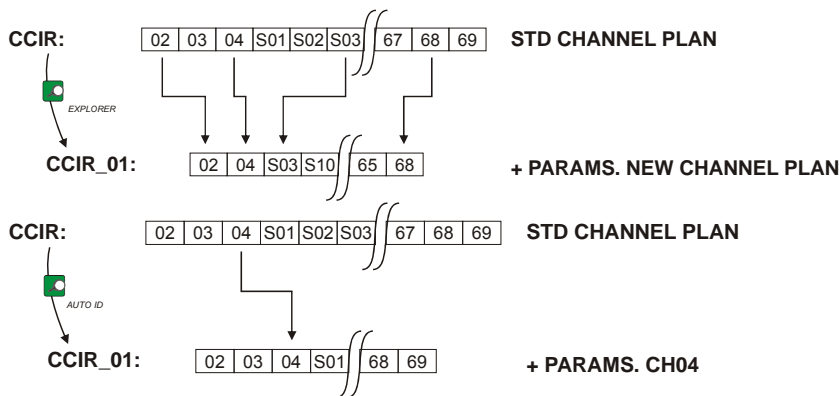 CCIR: 02 03 04 S01 S02 S03 67 68 69 STD CHANNEL PLAN
EXPLORER
CCIR_01: 02 04 S03 S10 65 68 + PARAMS. NEW CHANNEL PLAN
CCIR: 02 03 04 S01 S02 S03 67 68 69 STD CHANNEL PLAN
AUTO ID
CCIR_01: 02 03 04 S01 68 69 + PARAMS. CH04